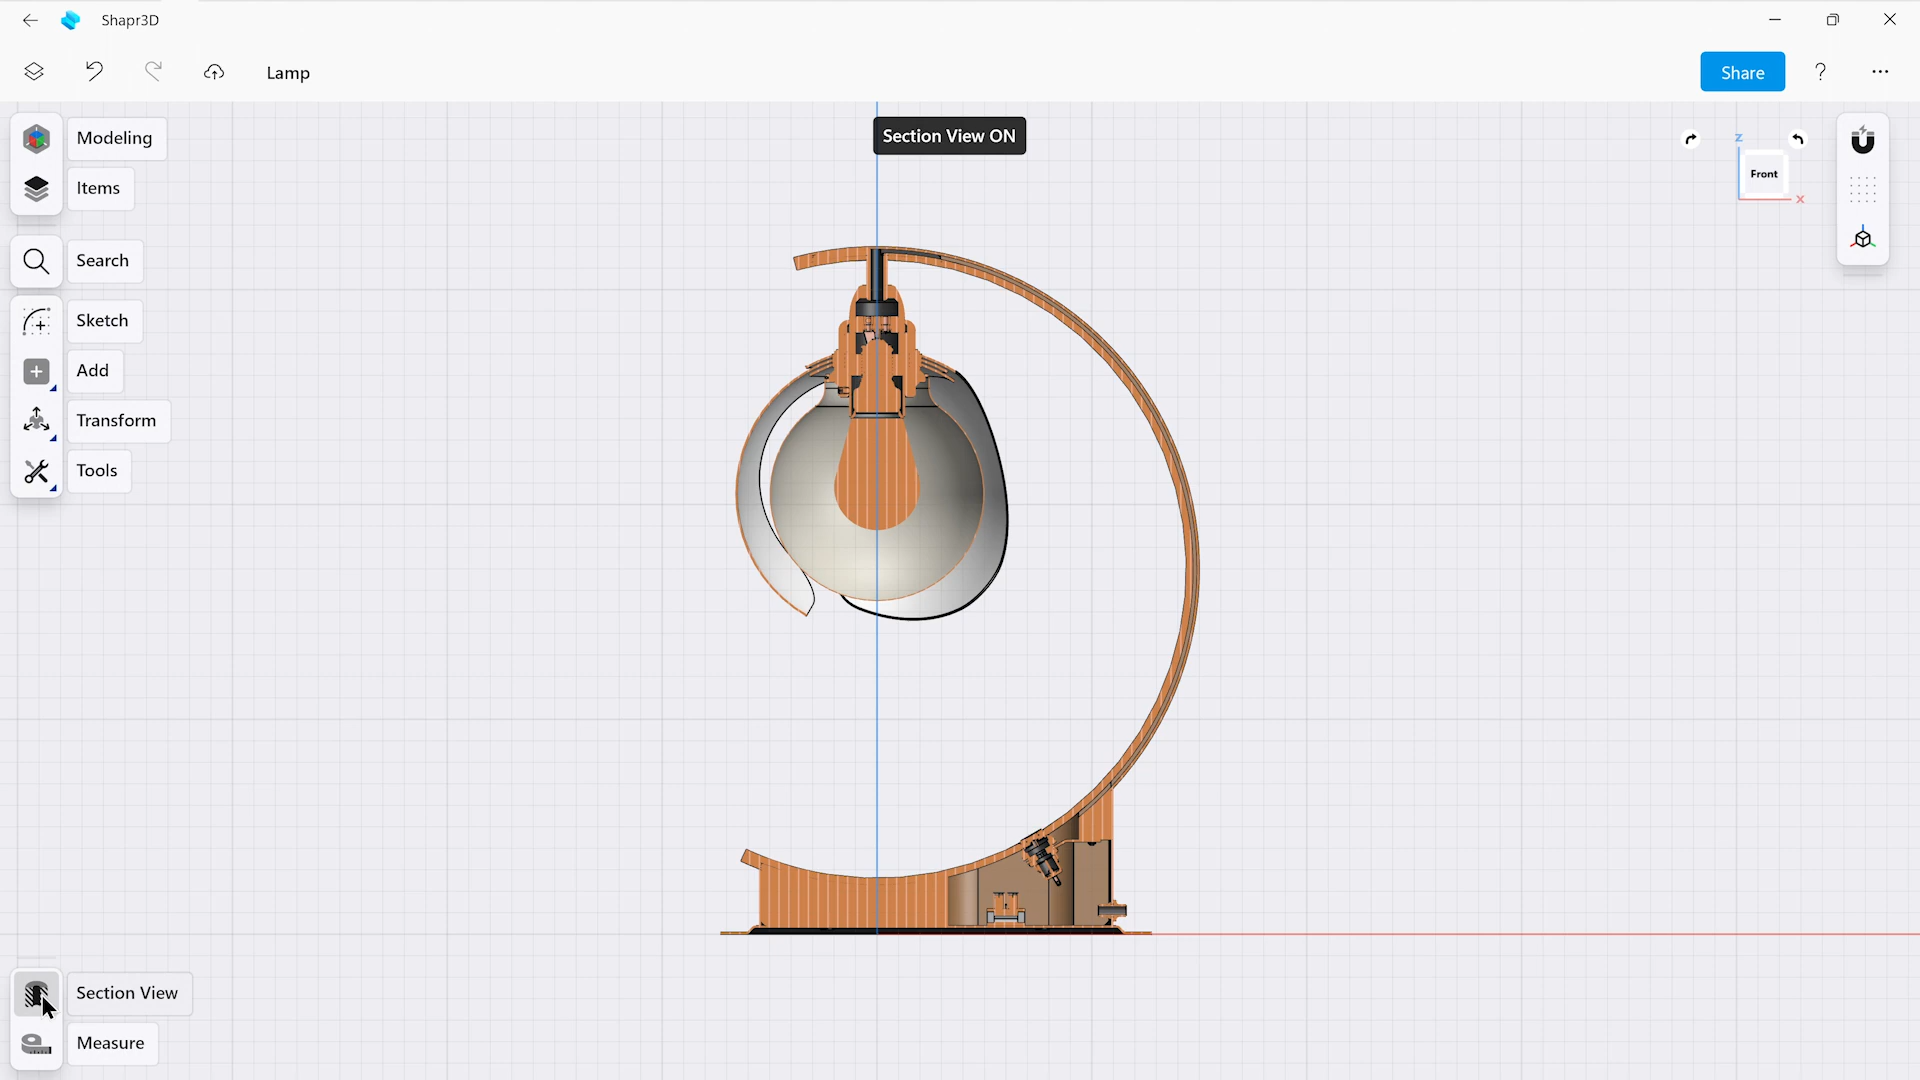 Shapr3D
Lamp
Share
?
Modeling
Section View ON
Items
Z
Front
X
Search
Sketch
Add
Transform
Tools
Section View
Measure